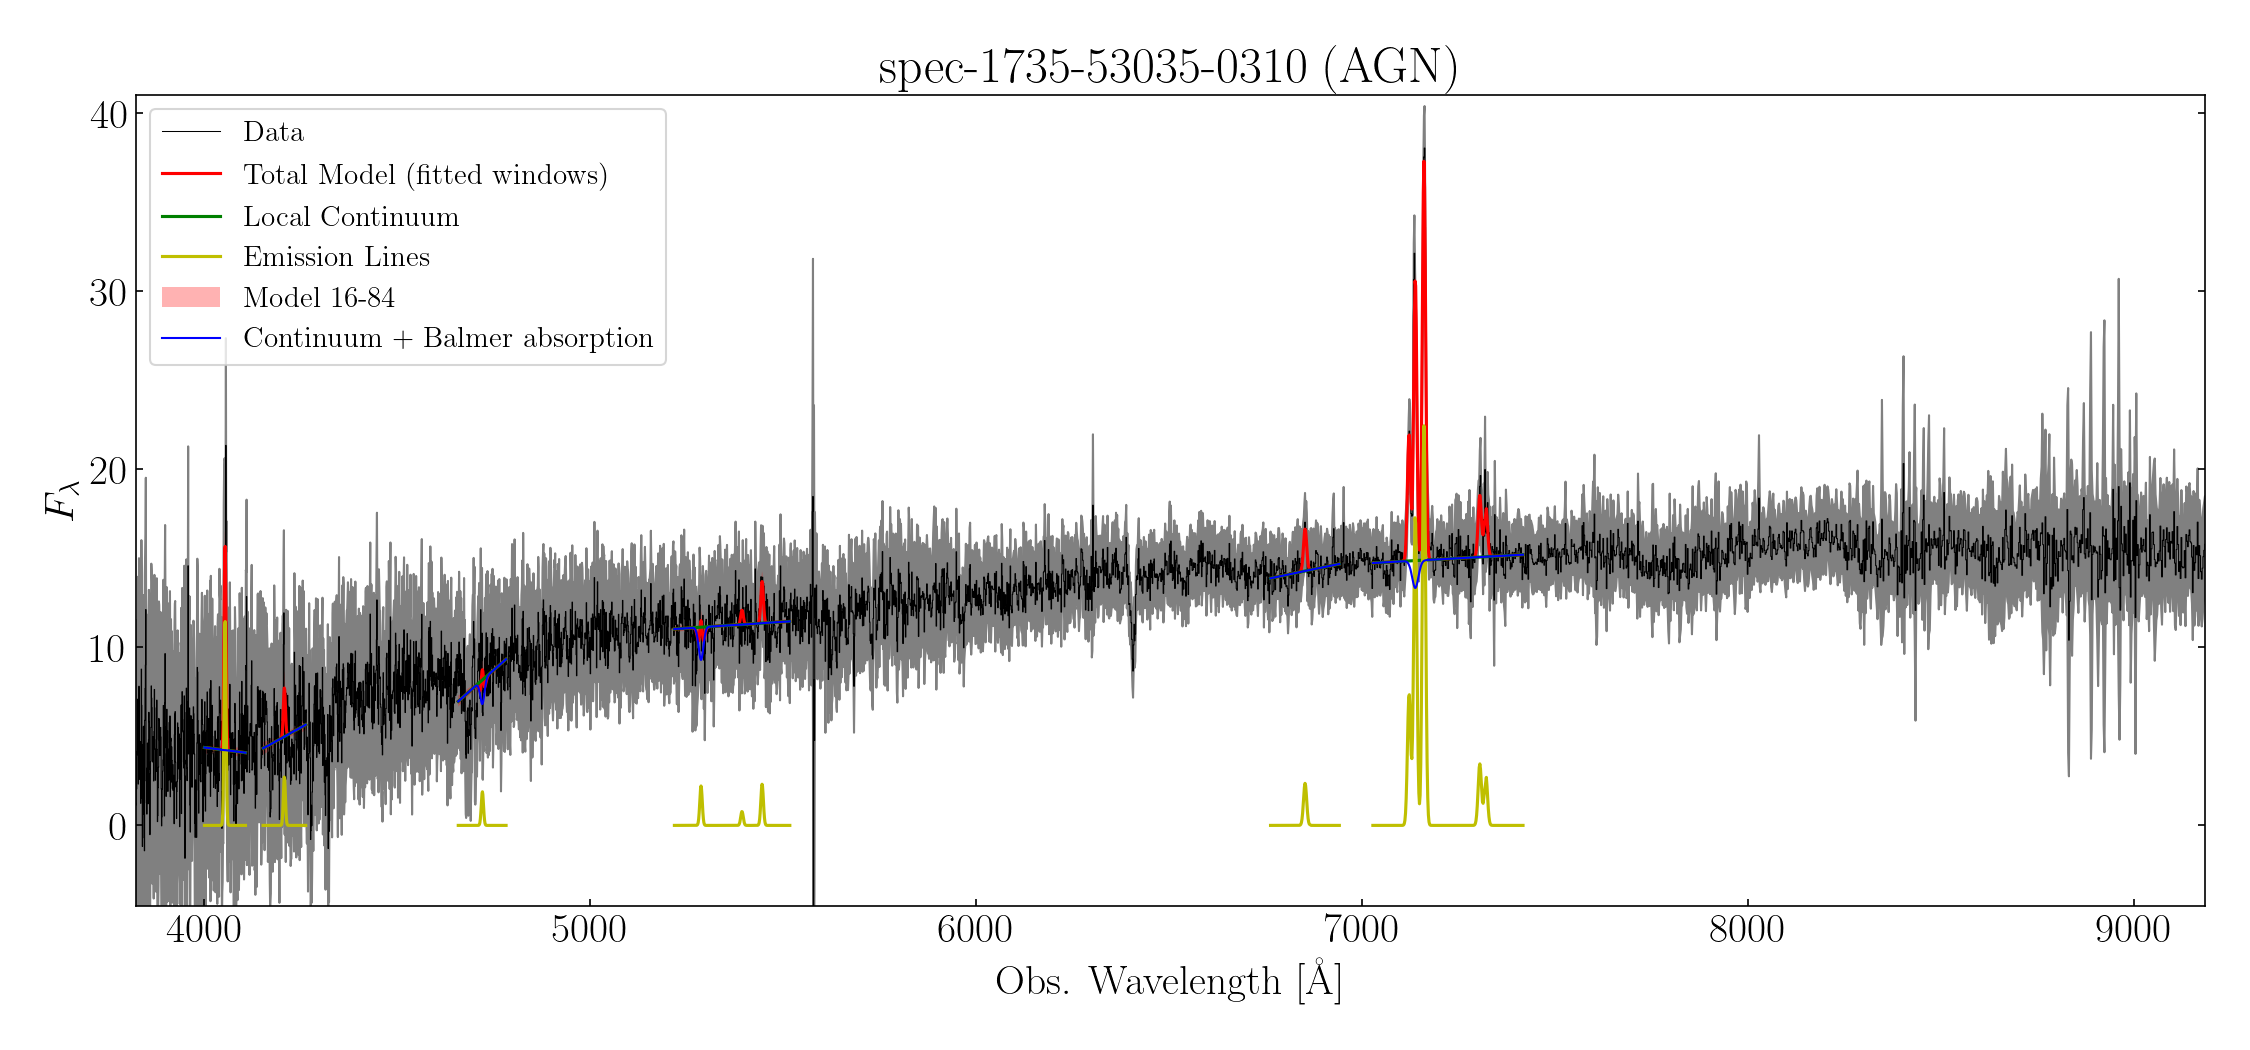 spec-1735-53035-0310 (AGN)
Data
Total Model (fitted windows)
Local Continuum
Emission Lines
Model 16-84
Continuum + Balmer absorption
40
30
20
10
0
Fλ
4000 5000 6000 7000 8000 9000
Obs. Wavelength [Å]